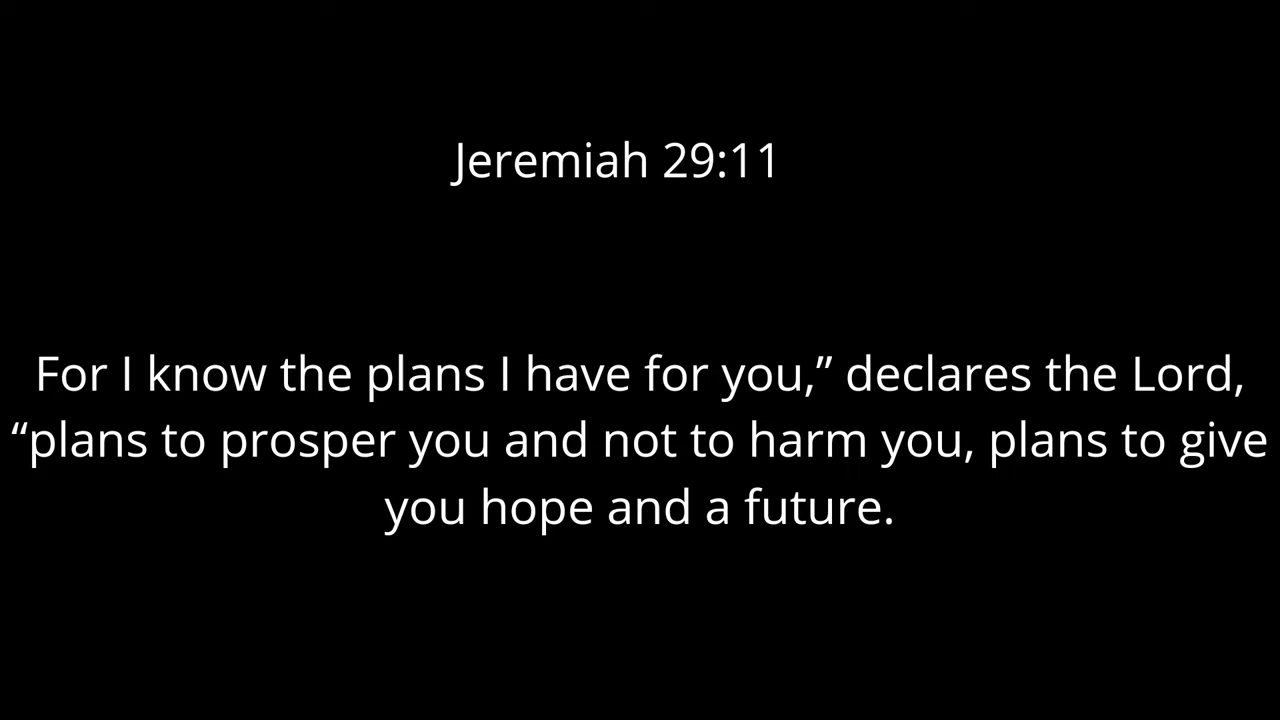 Jeremiah 29:11
For I know the plans I have for you,” declares the Lord,
“plans to prosper you and not to harm you, plans to give
you hope and a future.